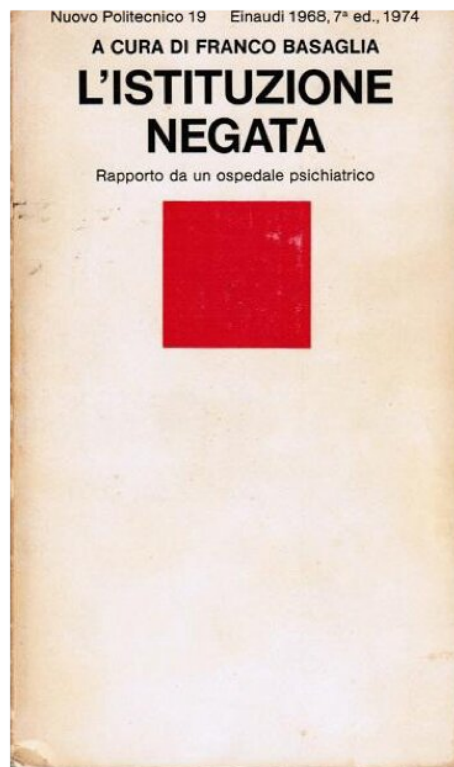 Nuovo Politecnico 19 Einaudi 1968, 7ª ed., 1974
A CURA DI FRANCO BASAGLIA
L'ISTITUZIONE
NEGATA
Rapporto da un ospedale psichiatrico